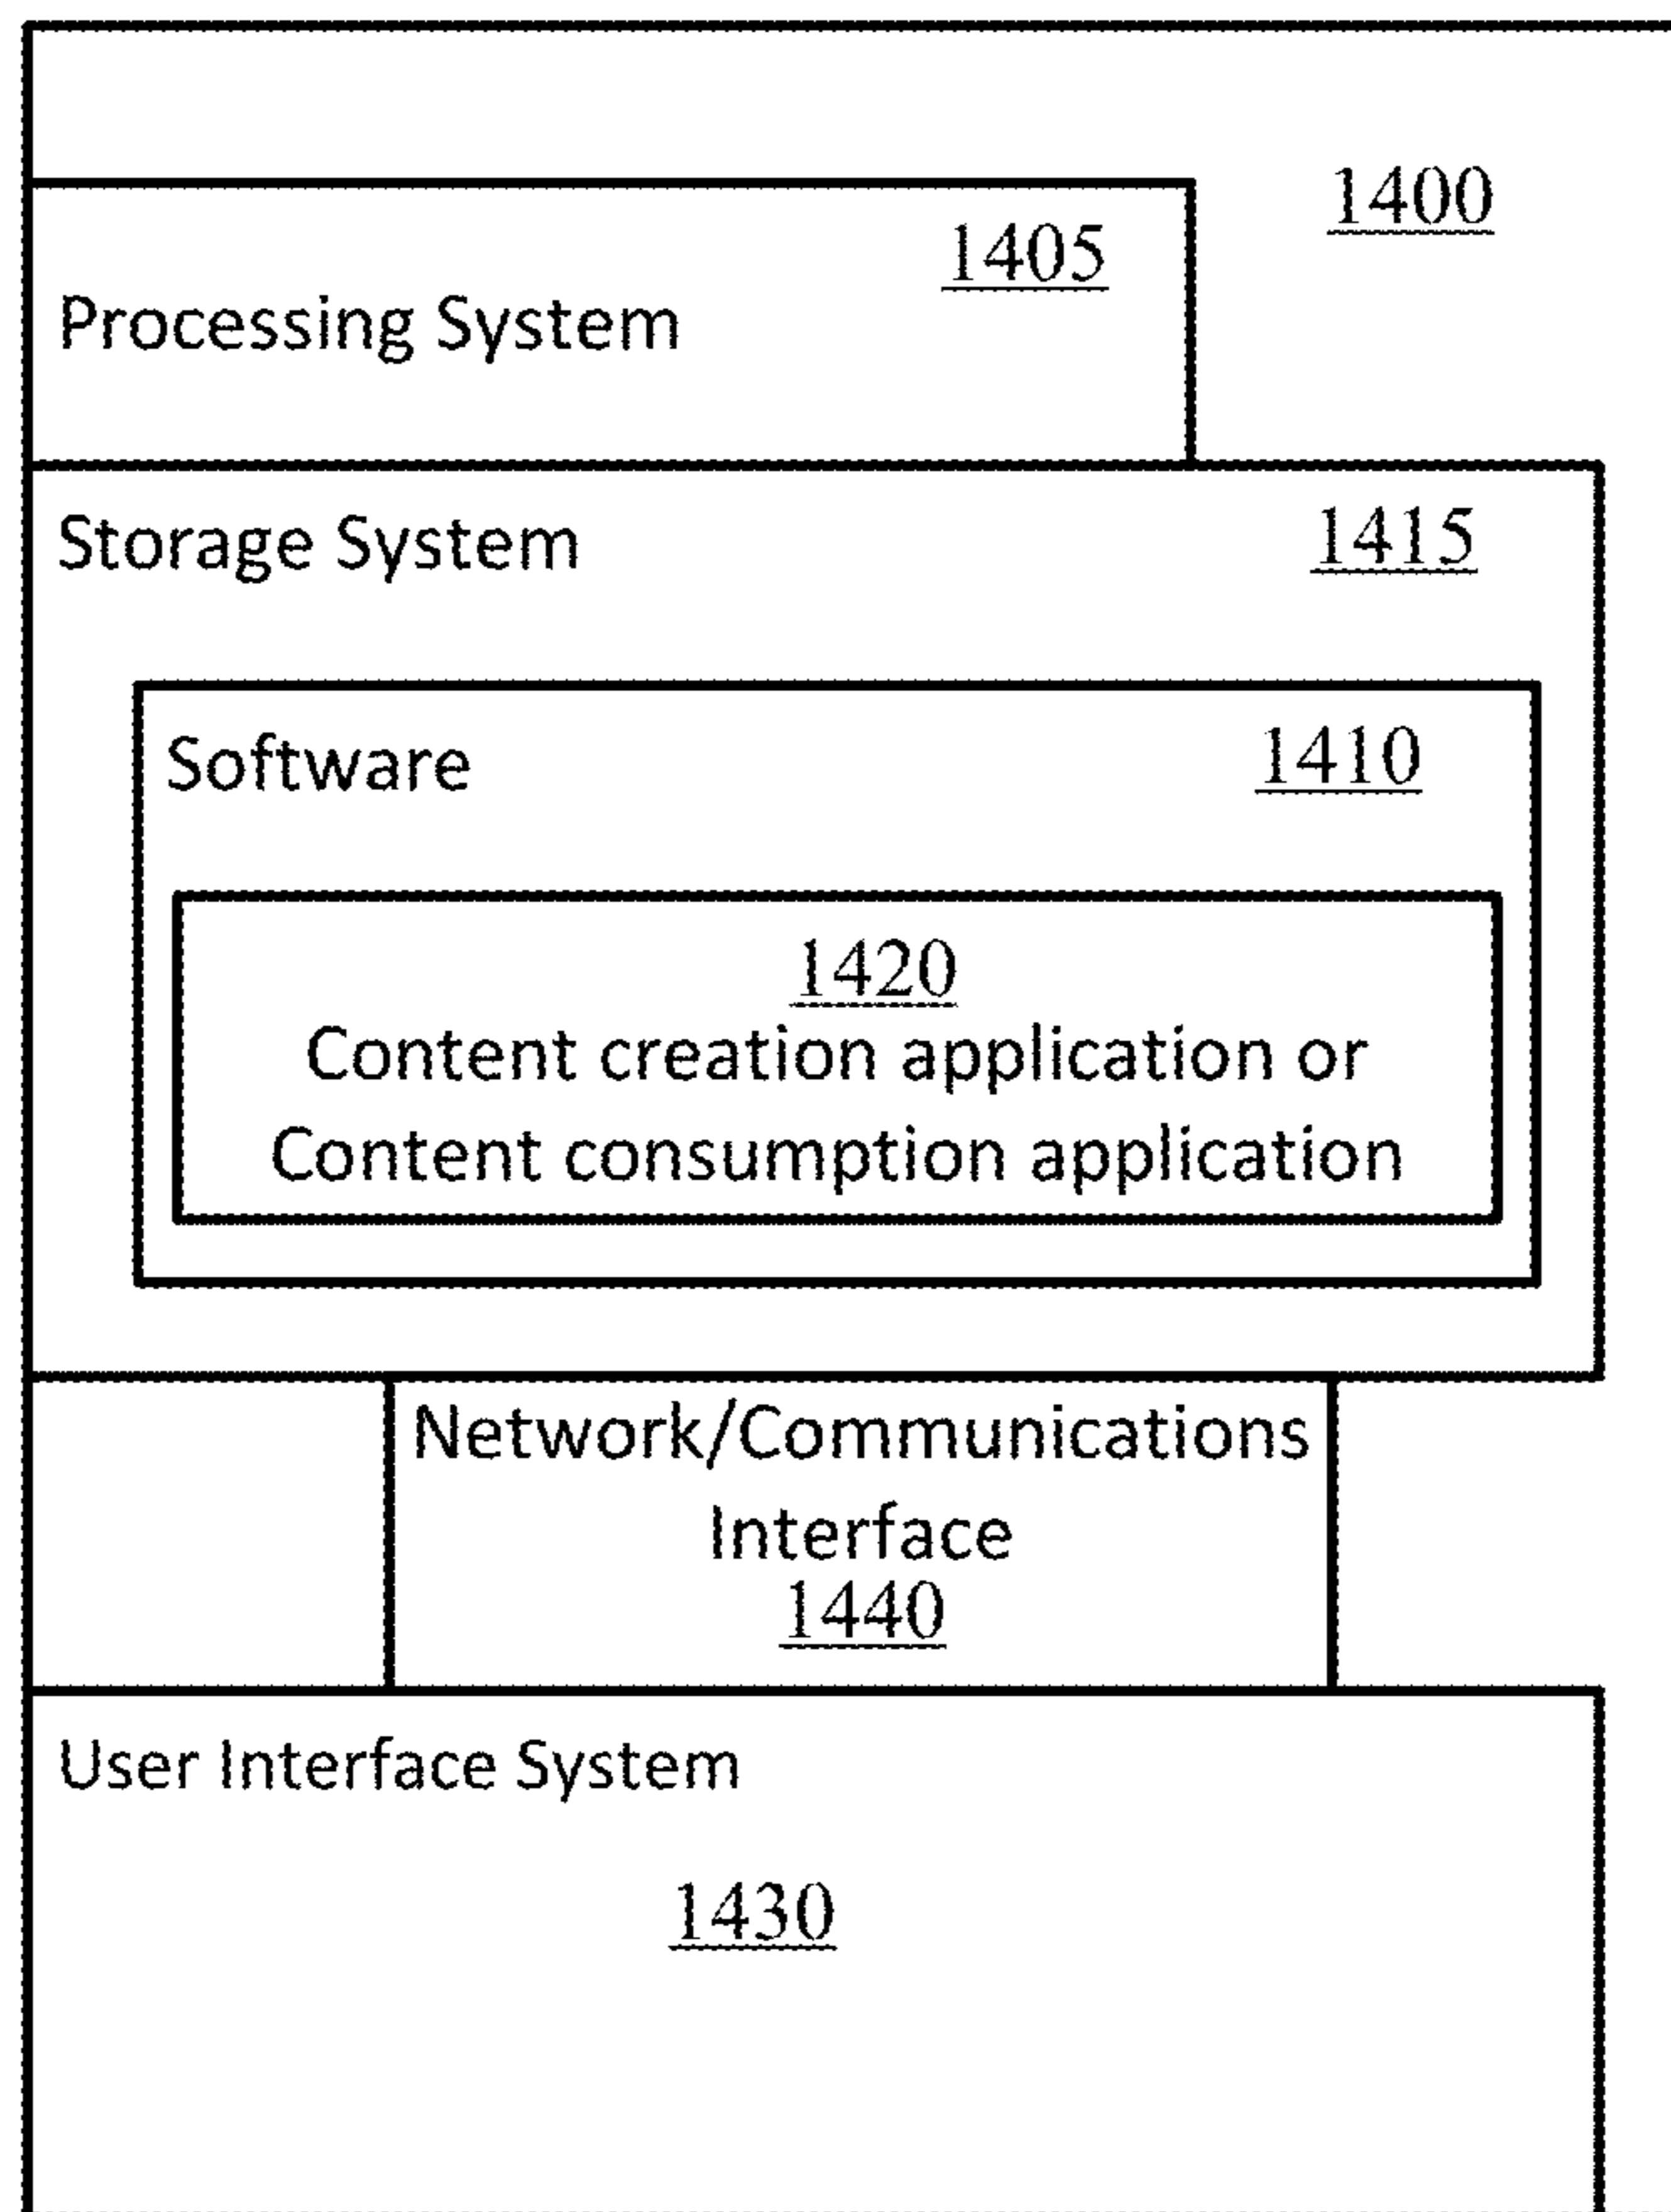 1400
1405
Processing System
Storage System 1415
Software 1410
1420
Content creation application or
Content consumption application
Network/Communications
Interface
1440
User Interface System
1430